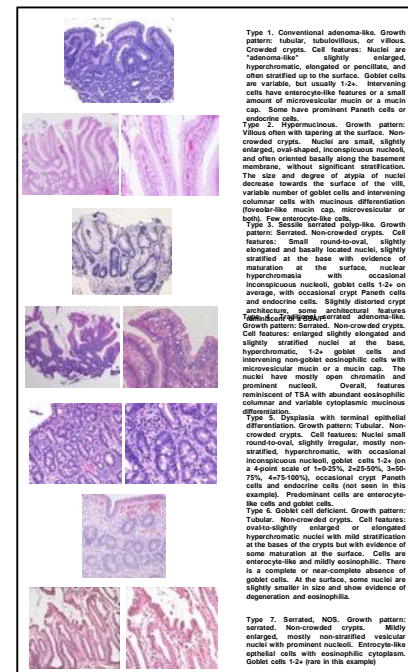 Type 1. Conventional adenoma-like. Growth
pattern: tubular, tubulovillous, or villous.
Crowded crypts. Cell features: Nuclei are
"adenoma-like" slightly enlarged,
hyperchromatic, elongated or pencillate, and
often stratified up to the surface. Goblet cells
are variable, but usually 1-2+. Intervening
cells have enterocyte-like features or a small
amount of microvesicular mucin or a mucin
cap. Some have prominent Paneth cells or
endocrine cells.
Type 2. Hypermucinous. Growth pattern:
Villous often with tapering at the surface. Non-
crowded crypts. Nuclei are small, slightly
enlarged, oval-shaped, inconspicuous nucleoli,
and often oriented basally along the basement
membrane, without significant stratification.
The size and degree of atypia of nuclei
decrease towards the surface of the villi,
variable number of goblet cells and intervening
columnar cells with mucinous differentiation
(foveolar-like mucin cap, microvesicular or
both). Few enterocyte-like cells.
Type 3. Sessile serrated polyp-like. Growth
pattern: Serrated. Non-crowded crypts. Cell
features: Small round-to-oval, slightly
elongated and basally located nuclei, slightly
stratified at the base with evidence of
maturation at the surface, nuclear
hyperchromasia with occasional
inconspicuous nucleoli, goblet cells 1-2+ on
average, with occasional crypt Paneth cells
and endocrine cells. Slightly distorted crypt
architecture, some architectural features
reminiscent of a SSA/P.
Type 4. Traditional serrated adenoma-like.
Growth pattern: Serrated. Non-crowded crypts.
Cell features: enlarged slightly elongated and
slightly stratified nuclei at the base,
hyperchromatic, 1-2+ goblet cells and
intervening non-goblet eosinophilic cells with
microvesicular mucin or a mucin cap. The
nuclei have mostly open chromatin and
prominent nucleoli. Overall, features
reminiscent of TSA with abundant eosinophilic
columnar and variable cytoplasmic mucinous
differentiation.
Type 5. Dysplasia with terminal epithelial
differentiation. Growth pattern: Tubular. Non-
crowded crypts. Cell features: Nuclei small
round-to-oval, slightly irregular, mostly non-
stratified, hyperchromatic, with occasional
inconspicuous nucleoli, goblet cells 1-2+ (on
a 4-point scale of 1=0-25%, 2=25-50%, 3=50-
75%, 4=75-100%), occasional crypt Paneth
cells and endocrine cells (not seen in this
example). Predominant cells are enterocyte-
like cells and goblet cells.
Type 6. Goblet cell deficient. Growth pattern:
Tubular. Non-crowded crypts. Cell features:
oval-to-slightly enlarged or elongated
hyperchromatic nuclei with mild stratification
at the bases of the crypts but with evidence of
some maturation at the surface. Cells are
enterocyte-like and mildly eosinophilic. There
is a complete or near-complete absence of
goblet cells. At the surface, some nuclei are
slightly smaller in size and show evidence of
degeneration and eosinophilia.
Type 7. Serrated, NOS. Growth pattern:
serrated. Non-crowded crypts. Mildly
enlarged, mostly non-stratified vesicular
nuclei with prominent nucleoli. Entrocyte-like
epithelial cells with eosinophilic cytoplasm.
Goblet cells 1-2+ (rare in this example)